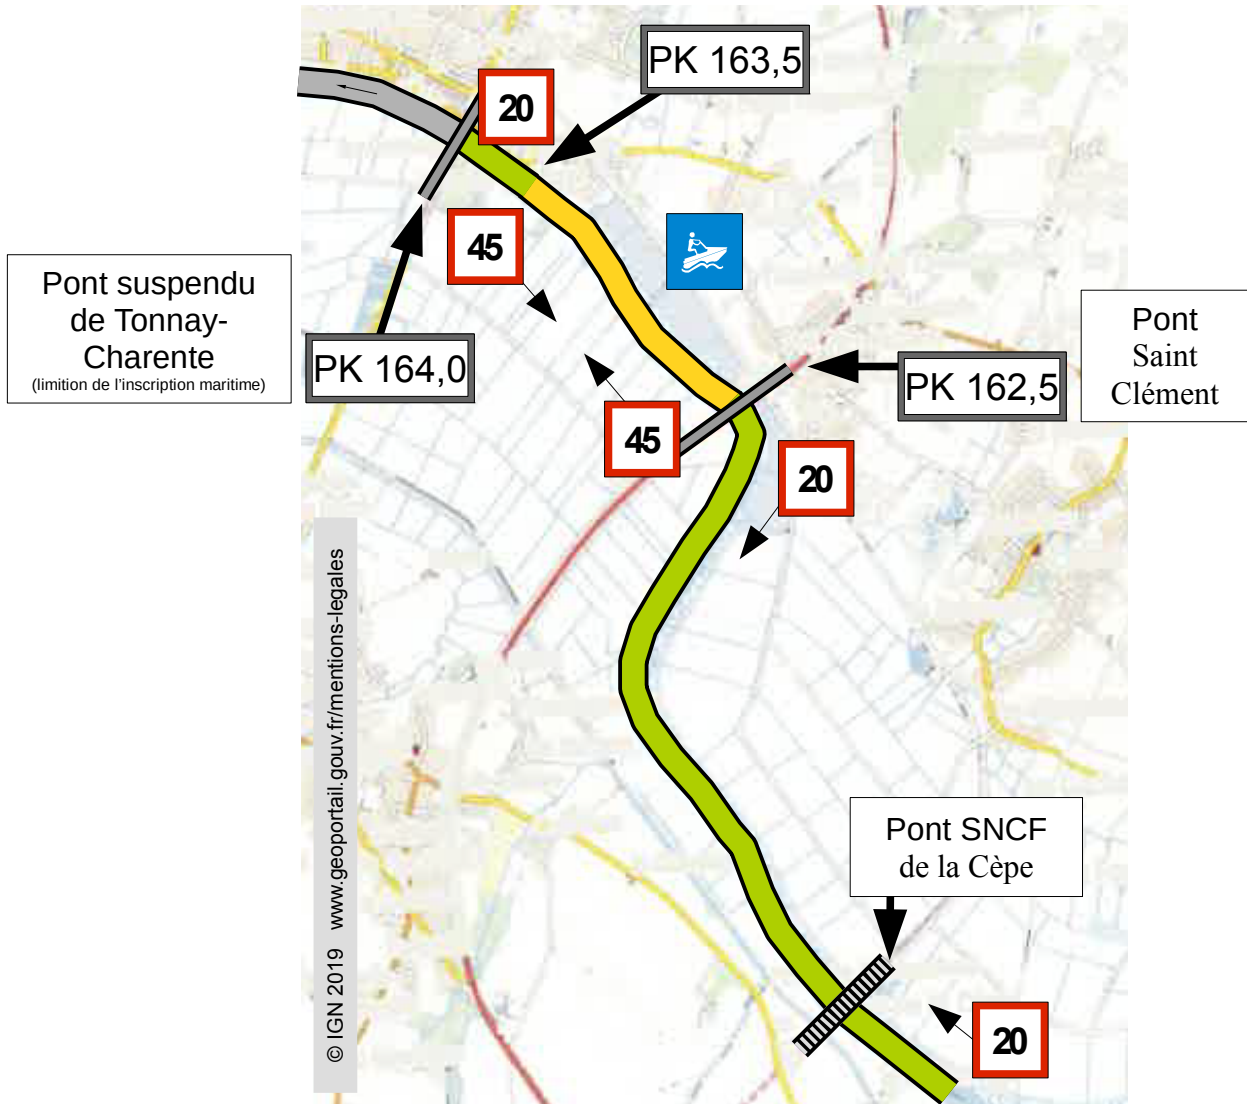 PK 163,5
20
45
Pont suspendu
de Tonnay-
Charente
(limition de l'inscription maritime)
PK 164,0
Pont
Saint
Clément
PK 162,5
45
20
© IGN 2019 www.geoportail.gouv.fr/mentions-legales
Pont SNCF
de la Cèpe
20